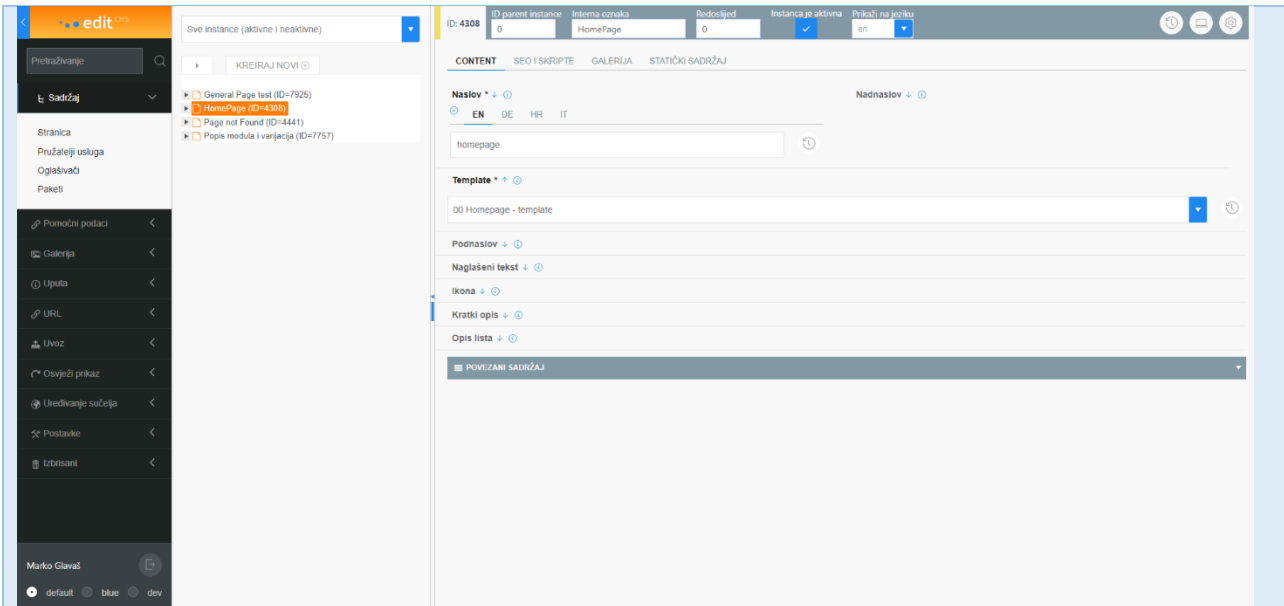 edit CMS
Pretraživanje
Sadržaj
Stranica
Pružatelji usluga
Oglašivači
Paketi
Pomoćni podaci
Galerija
Uputa
URL
Uvoz
Osvježi prikaz
Uređivanje sučelja
Postavke
Izbrisani
Marko Glavaš
default blue dev
Sve instance (aktivne i neaktivne)
KREIRAJ NOVI
General Page test (ID=7925)
HomePage (ID=4308)
Page not Found (ID=4441)
Popis modula i varijacija (ID=7757)
ID: 4308
ID parent instance Interna oznaka Redoslijed Instanca je aktivna Prikaži na jeziku
0 HomePage 0 en
CONTENT SEO I SKRIPTE GALERIJA STATIČKI SADRŽAJ
Naslov * Nadnaslov
EN DE HR IT
homepage
Template *
00 Homepage - template
Podnaslov
Naglašeni tekst
Ikona
Kratki opis
Opis lista
POVEZANI SADRŽAJ